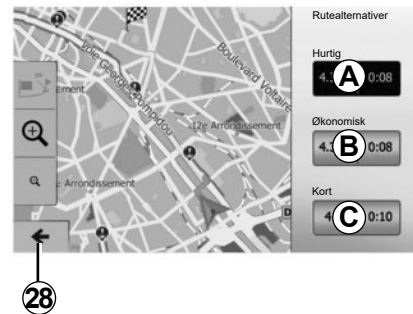 Rutealternativer
Hurtig
4. A 0:08
Økonomisk
4. B 0:08
Kort
4 C 0:10
Voie Georges-Pompidou
Boulevard Voltaire
ement
12e Arrondissement
e Arrondissement
D
28